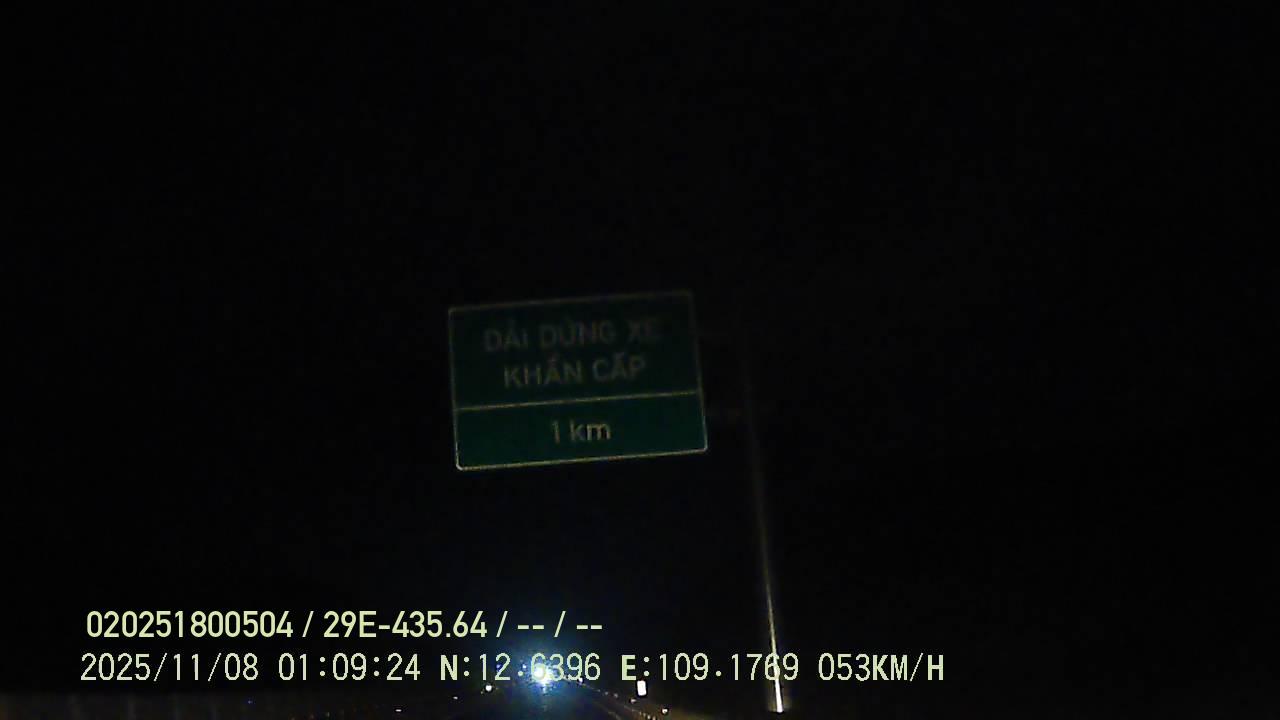 DẢI DỪNG XE
KHẨN CẤP
1 km
020251800504 / 29E-435.64 / -- / --
2025/11/08 01:09:24 N:12.6396 E:109.1769 053KM/H